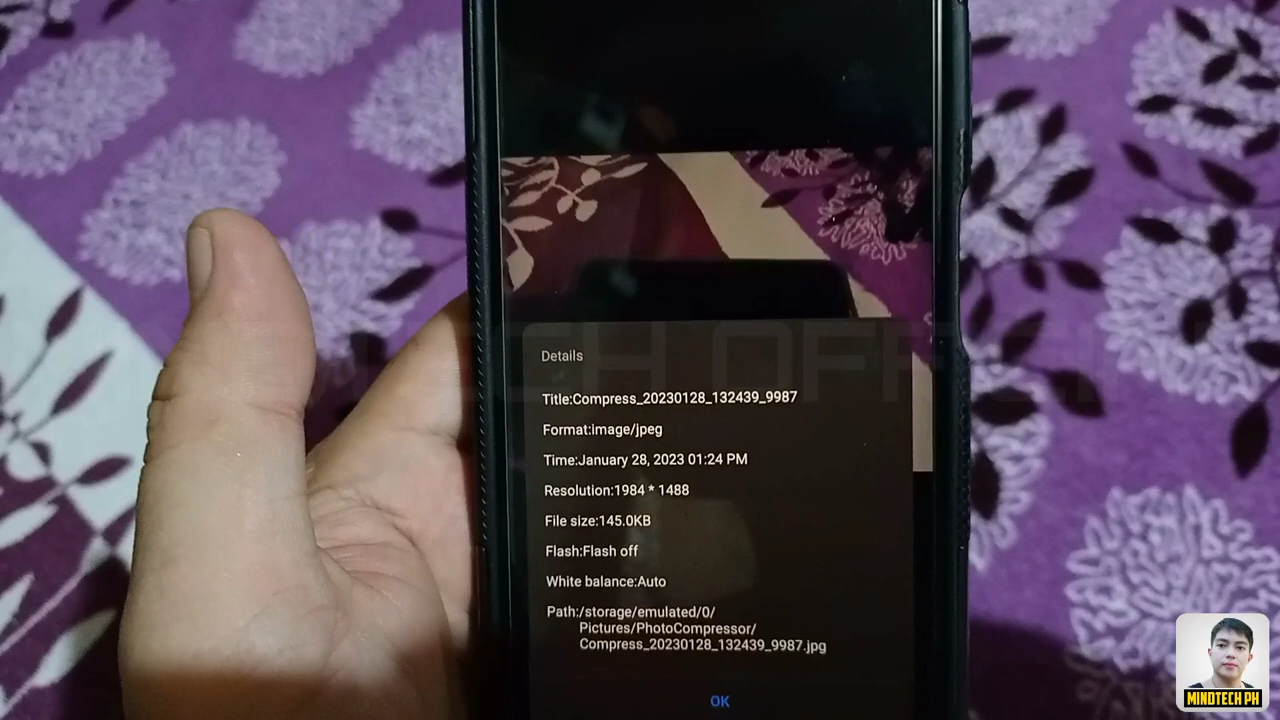 Details
Title:Compress_20230128_132439_9987
Format:image/jpeg
Time:January 28, 2023 01:24 PM
Resolution:1984 * 1488
File size:145.0KB
Flash:Flash off
White balance:Auto
Path:/storage/emulated/0/
Pictures/PhotoCompressor/
Compress_20230128_132439_9987.jpg
OK
MINDTECH PH